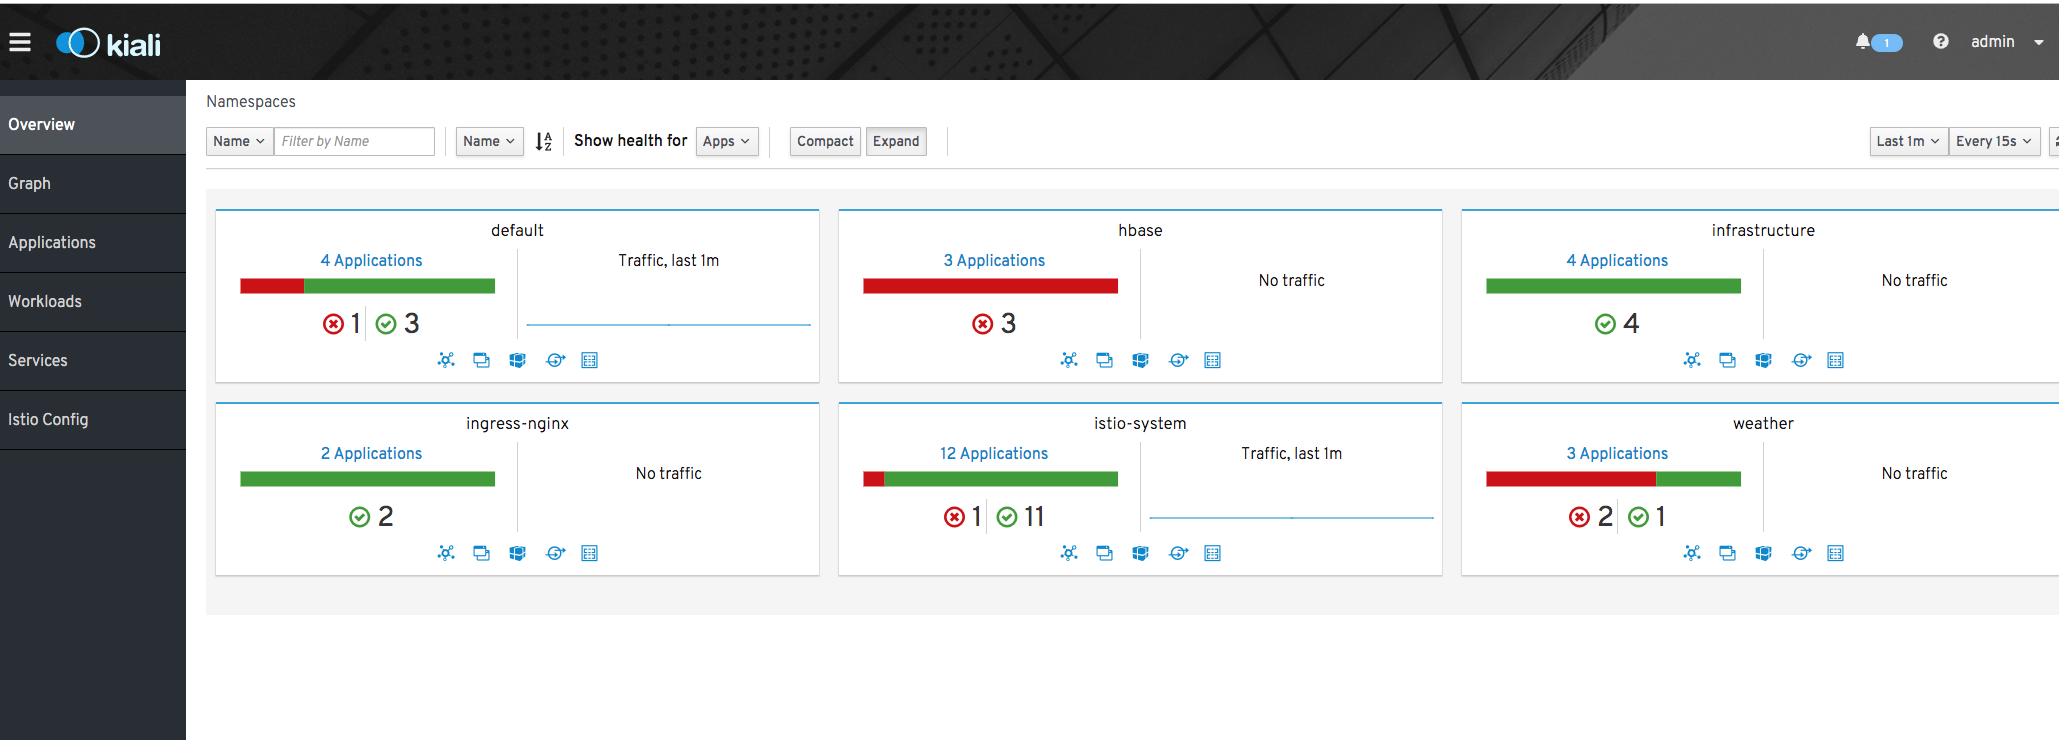 kiali
1
admin
Overview
Graph
Applications
Workloads
Services
Istio Config
Namespaces
Name Filter by Name Name Show health for Apps Compact Expand Last 1m Every 15s
default
4 Applications
1 3
Traffic, last 1m
hbase
3 Applications
3
No traffic
infrastructure
4 Applications
4
No traffic
ingress-nginx
2 Applications
2
No traffic
istio-system
12 Applications
1 11
Traffic, last 1m
weather
3 Applications
2 1
No traffic